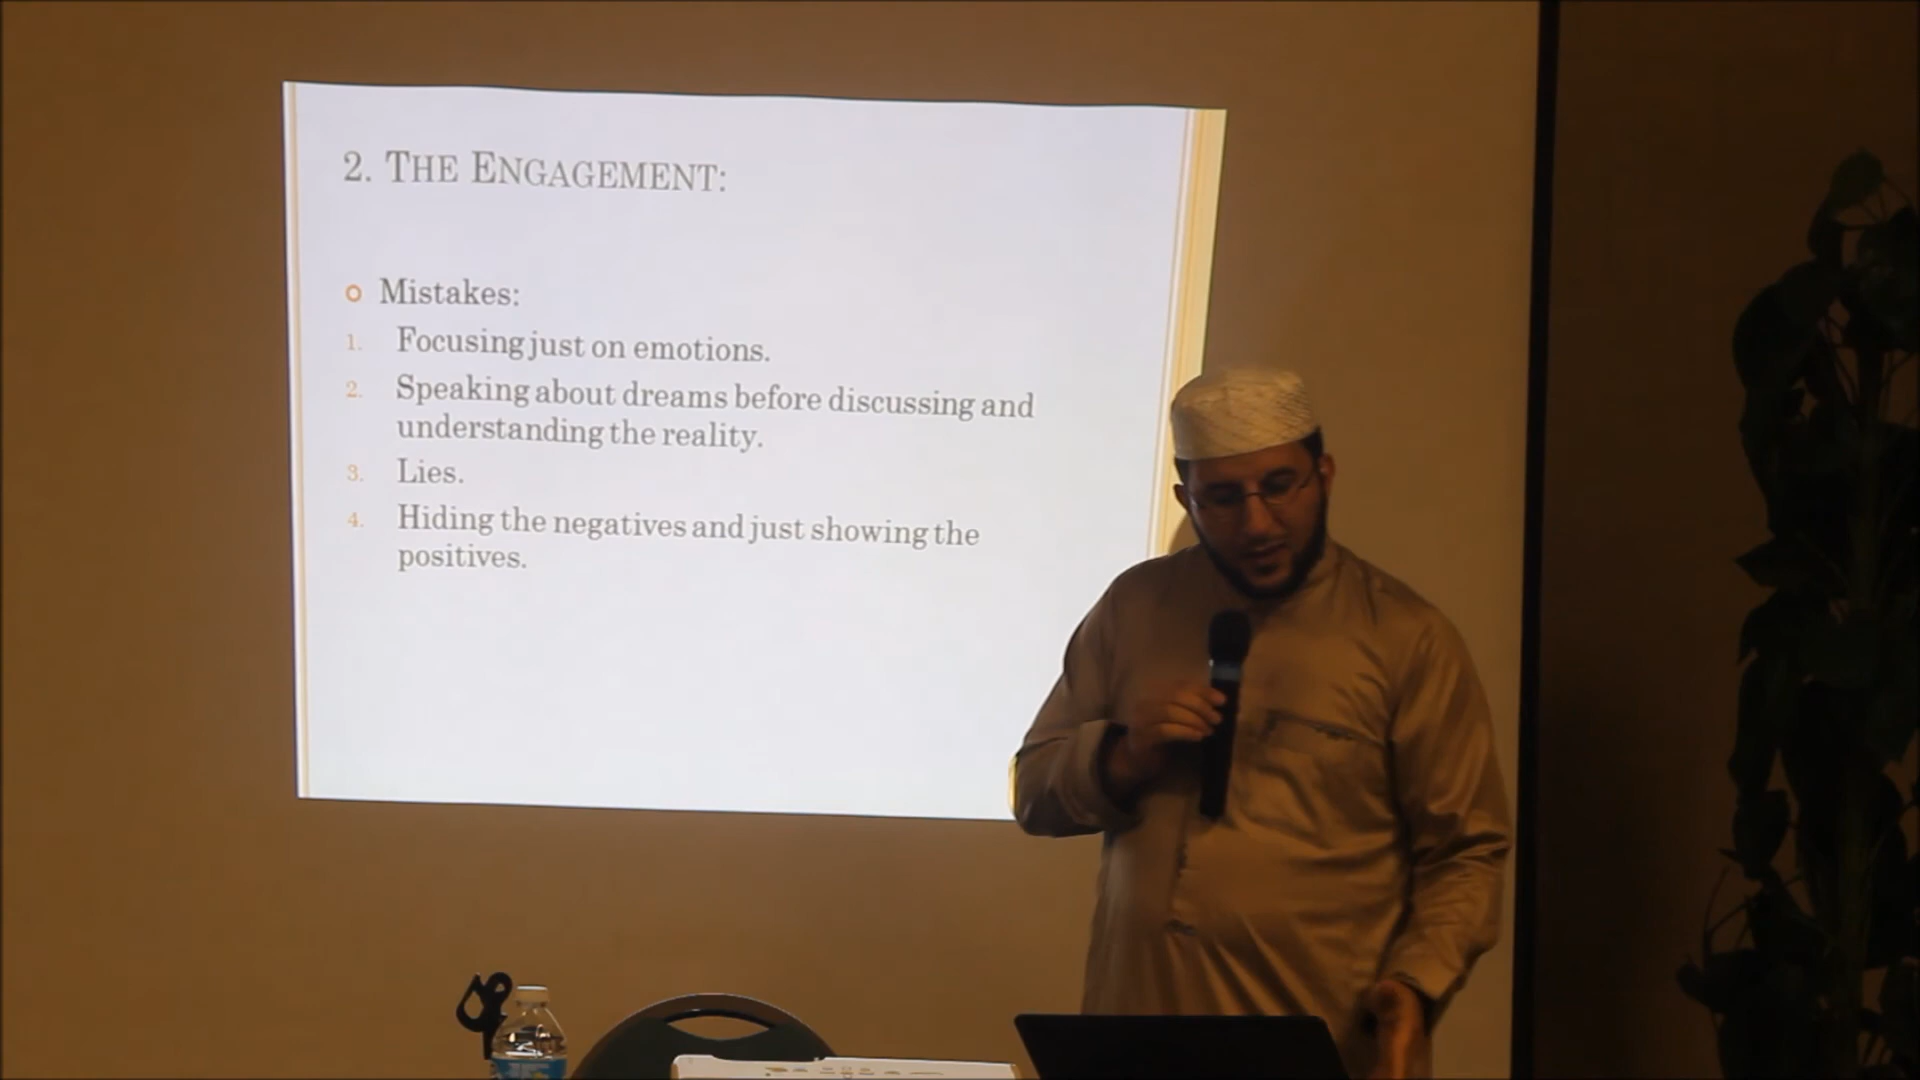 2. THE ENGAGEMENT:
Mistakes:
1. Focusing just on emotions.
2. Speaking about dreams before discussing and
understanding the reality.
3. Lies.
4. Hiding the negatives and just showing the
positives.